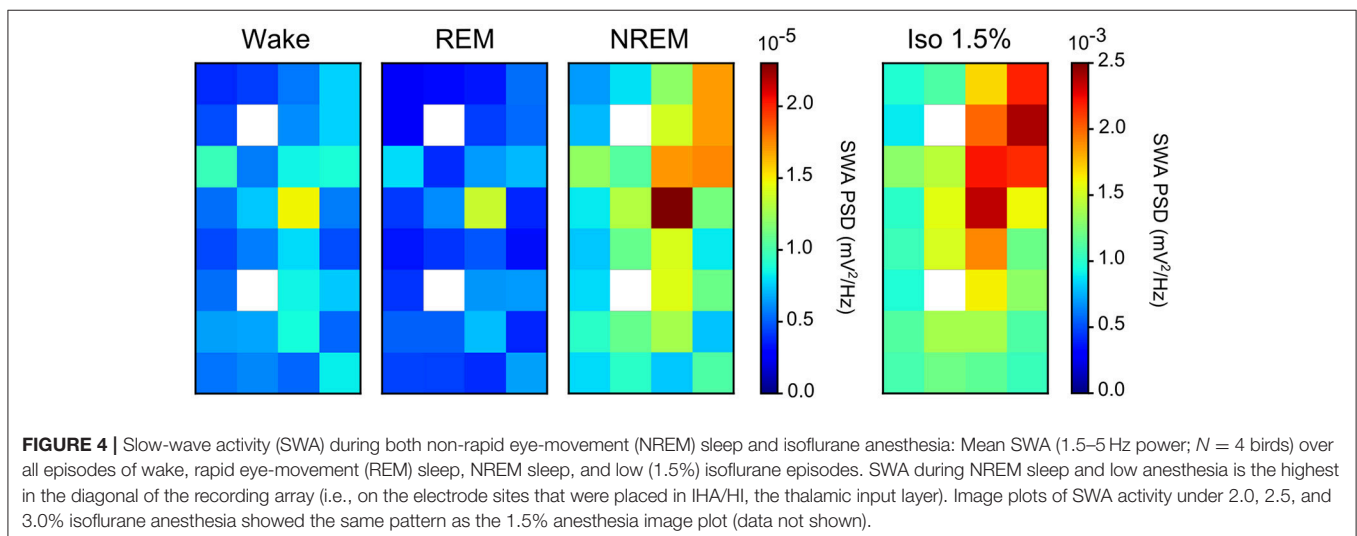 Wake REM NREM 10-5 Iso 1.5% 10-3
2.0
1.5
1.0
0.5
0.0
SWA PSD (mV²/Hz)
2.5
2.0
1.5
1.0
0.5
0.0
SWA PSD (mV²/Hz)
FIGURE 4 | Slow-wave activity (SWA) during both non-rapid eye-movement (NREM) sleep and isoflurane anesthesia: Mean SWA (1.5–5 Hz power; N = 4 birds) over
all episodes of wake, rapid eye-movement (REM) sleep, NREM sleep, and low (1.5%) isoflurane episodes. SWA during NREM sleep and low anesthesia is the highest
in the diagonal of the recording array (i.e., on the electrode sites that were placed in IHA/HI, the thalamic input layer). Image plots of SWA activity under 2.0, 2.5, and
3.0% isoflurane anesthesia showed the same pattern as the 1.5% anesthesia image plot (data not shown).